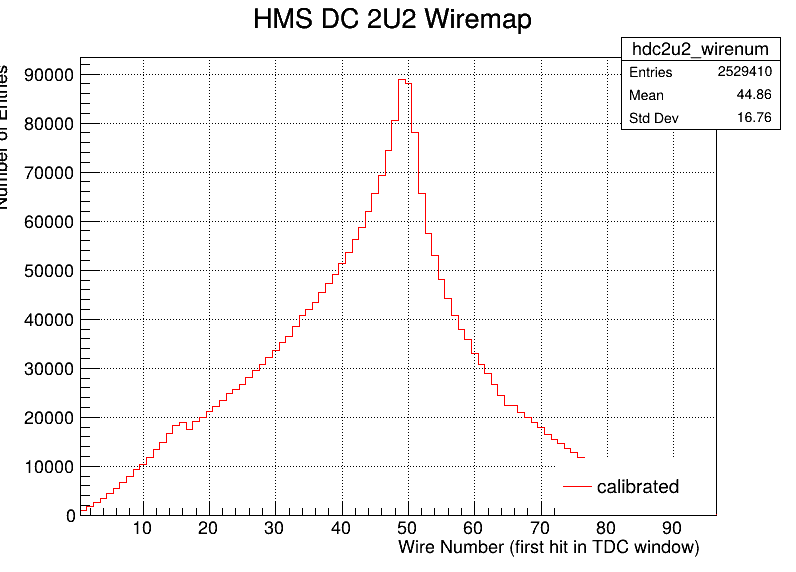 HMS DC 2U2 Wiremap
hdc2u2_wirenum
Entries 2529410
Mean 44.86
Std Dev 16.76
Number of Entries
90000
80000
70000
60000
50000
40000
30000
20000
10000
0
calibrated
10 20 30 40 50 60 70 80 90
Wire Number (first hit in TDC window)